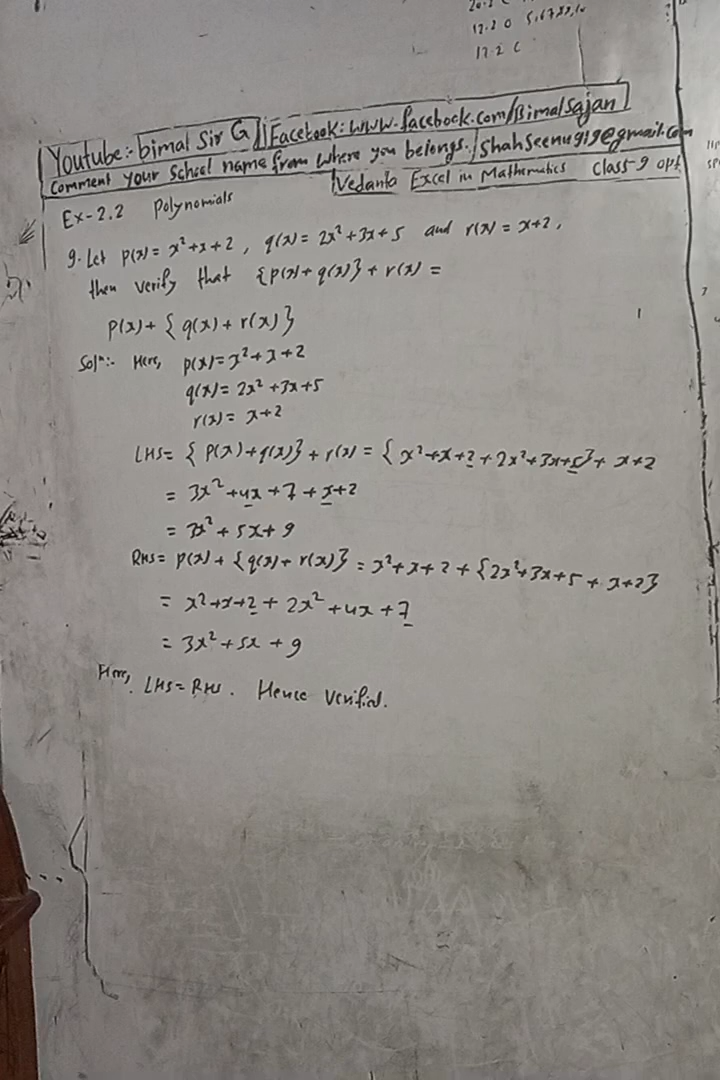 12.2 C
Youtube:- bimal Sir G || Facebook: www.facebook.com/Bimalsajan
Comment your School name from where you belongs. / shahseenu919@gmail.com
Vedanta Excel in Mathematics Class-9 opt
Ex-2.2 Polynomials
9. Let p(x) = x²+x+2, q(x) = 2x²+3x+5 and r(x) = x+2,
then verify that {p(x)+q(x)} + r(x) =
p(x) + {q(x) + r(x)}
Solⁿ:- Here, p(x) = x²+x+2
q(x) = 2x²+3x+5
r(x) = x+2
LHS = {p(x)+q(x)} + r(x) = {x²+x+2+2x²+3x+5} + x+2
= 3x²+4x+7+x+2
= 3x²+5x+9
RHS = p(x) + {q(x) + r(x)} = x²+x+2 + {2x²+3x+5+x+2}
= x²+x+2+2x²+4x+7
= 3x²+5x+9
Here,
LHS = RHS. Hence Verified.